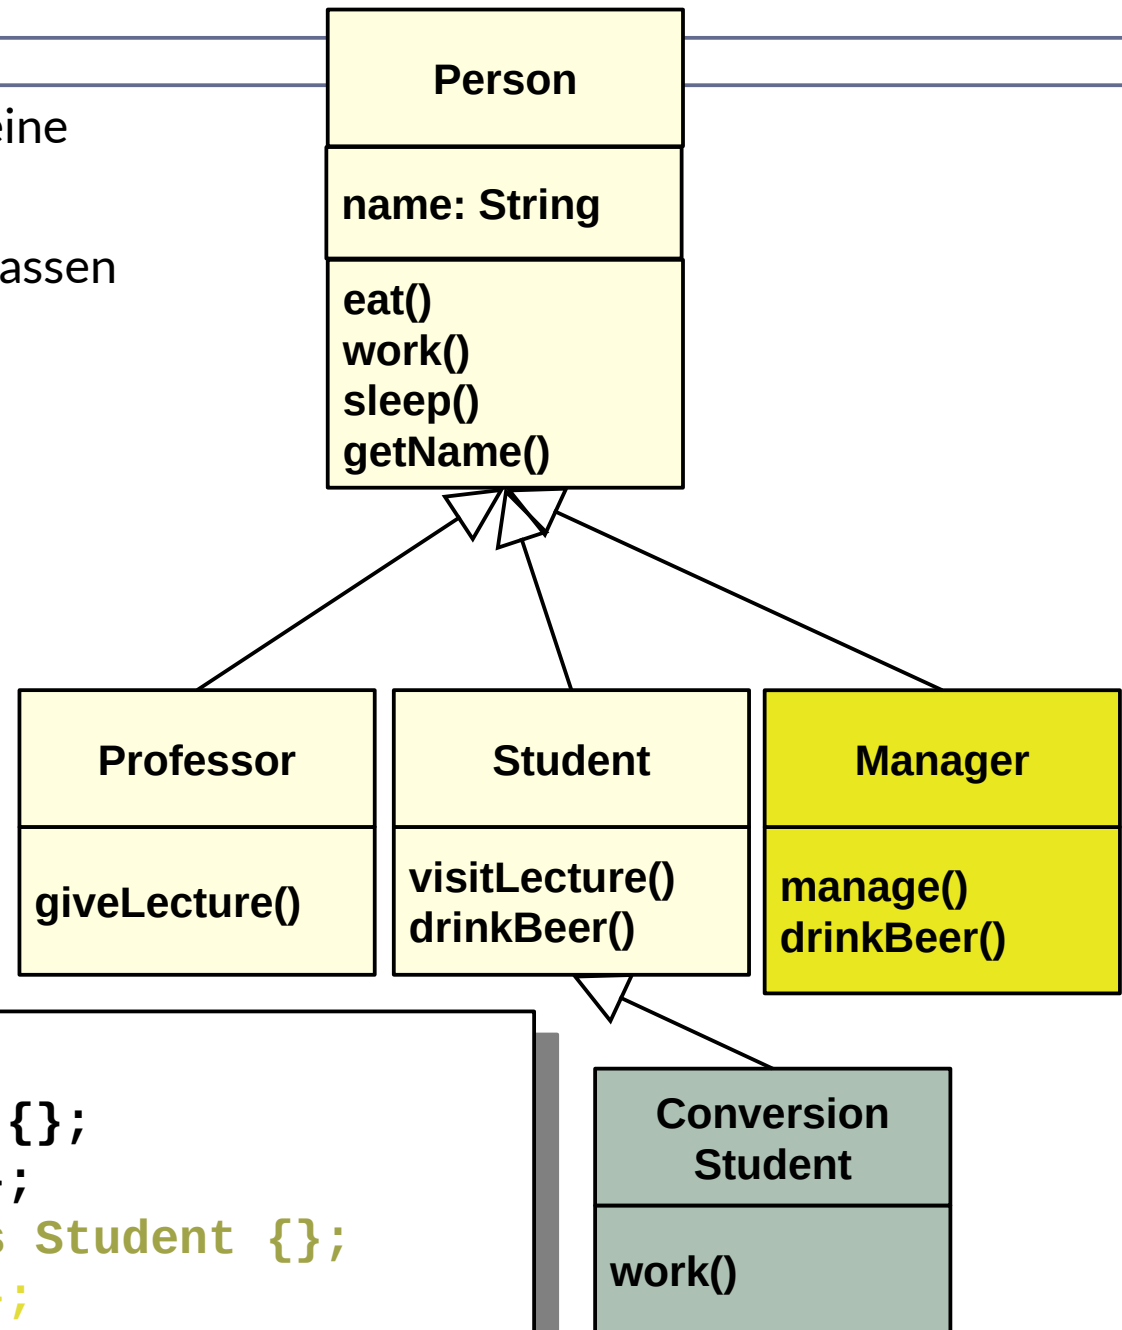 Person
eine
name: String
assen
eat()
work()
sleep()
getName()
Professor
giveLecture()
Student
visitLecture()
drinkBeer()
Manager
manage()
drinkBeer()
{};
};
s Student {};
};
Conversion
Student
work()